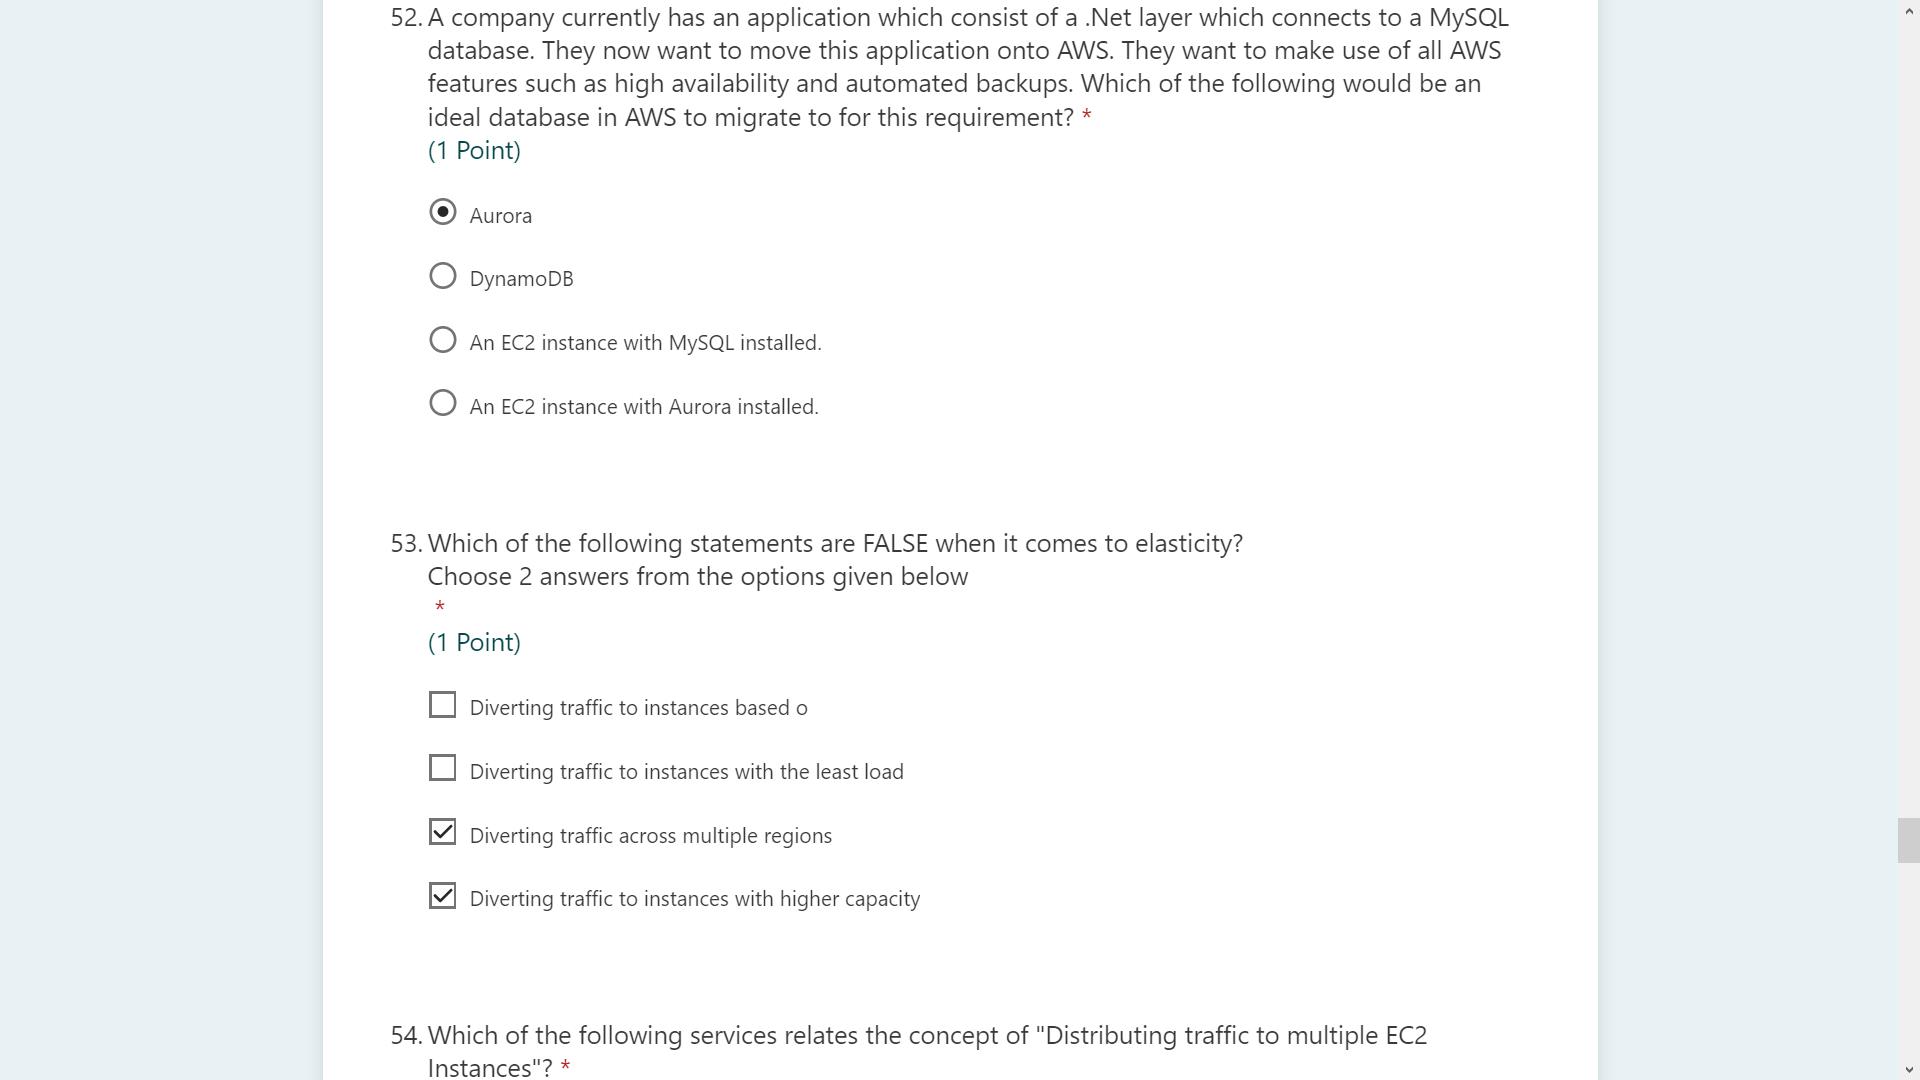 52. A company currently has an application which consist of a .Net layer which connects to a MySQL
database. They now want to move this application onto AWS. They want to make use of all AWS
features such as high availability and automated backups. Which of the following would be an
ideal database in AWS to migrate to for this requirement? *
(1 Point)
Aurora
DynamoDB
An EC2 instance with MySQL installed.
An EC2 instance with Aurora installed.
53. Which of the following statements are FALSE when it comes to elasticity?
Choose 2 answers from the options given below
*
(1 Point)
Diverting traffic to instances based o
Diverting traffic to instances with the least load
Diverting traffic across multiple regions
Diverting traffic to instances with higher capacity
54. Which of the following services relates the concept of "Distributing traffic to multiple EC2
Instances"? *